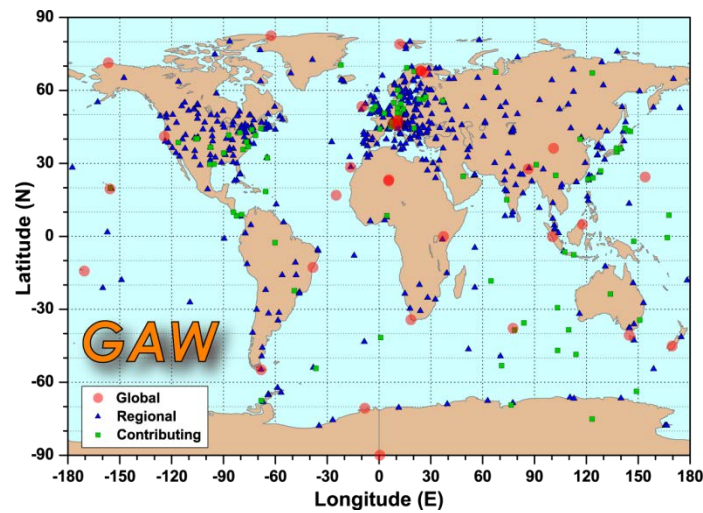 90
60
30
0
-30
-60
-90
Latitude (N)
GAW
Global
Regional
Contributing
-180 -150 -120 -90 -60 -30 0 30 60 90 120 150 180
Longitude (E)